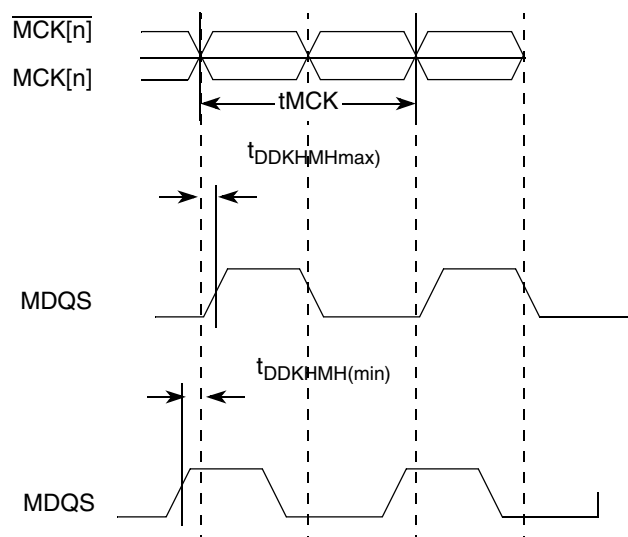 MCK[n]
MCK[n]
tMCK
tDDKHMHmax)
MDQS
tDDKHMH(min)
MDQS